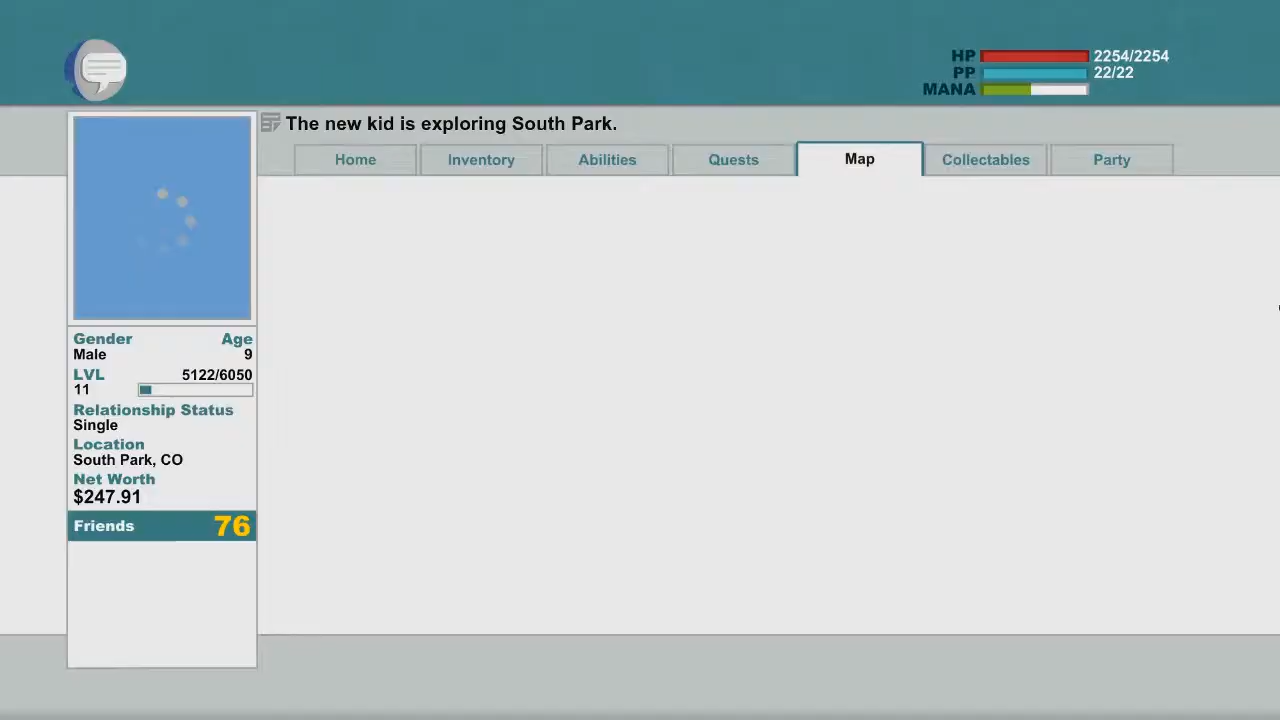 HP 2254/2254
PP 22/22
MANA
The new kid is exploring South Park.
Home Inventory Abilities Quests Map Collectables Party
Gender Age
Male 9
LVL 5122/6050
11
Relationship Status
Single
Location
South Park, CO
Net Worth
$247.91
Friends 76